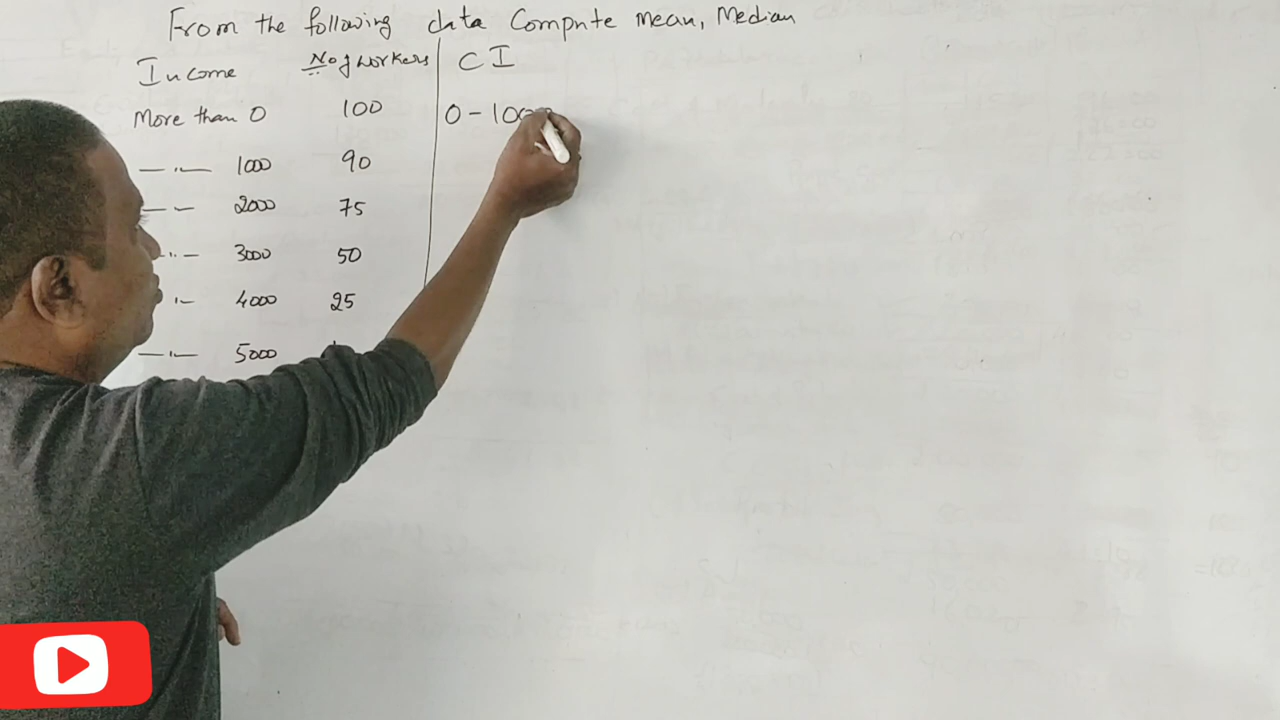 From the following data Compute Mean, Median
Income No of workers C I
More than 0 100 0 - 1000
—"— 1000 90
—"— 2000 75
—"— 3000 50
—"— 4000 25
—"— 5000